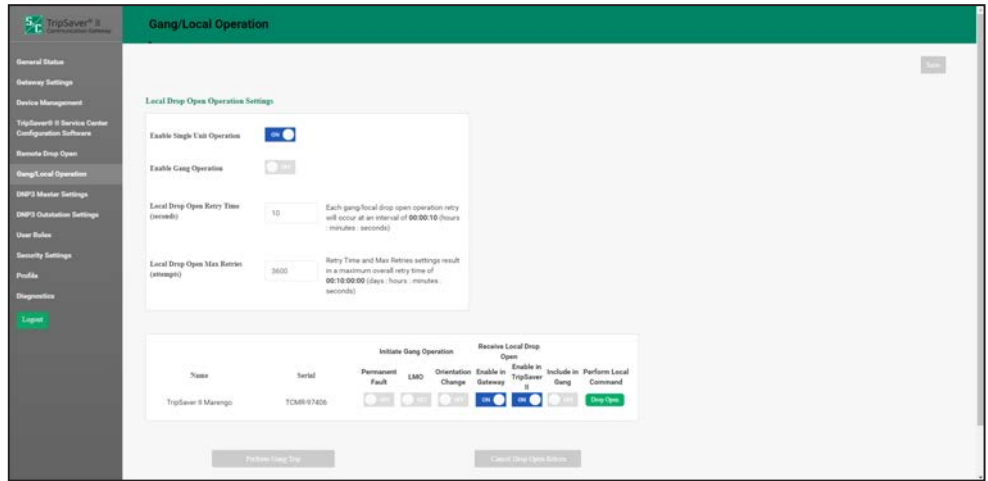 S&C TripSaver® II
Communication Gateway
Gang/Local Operation
General Status
Gateway Settings
Device Management
TripSaver® II Service Center
Configuration Software
Remote Drop Open
Gang/Local Operation
DNP3 Master Settings
DNP3 Outstation Settings
User Roles
Security Settings
Profile
Diagnostics
Logout
Save
Local Drop Open Operation Settings
Enable Single Unit Operation ON
Enable Gang Operation OFF
Local Drop Open Retry Time
(seconds)
10
Each gang/local drop open operation retry
will occur at an interval of 00:00:10 (hours
: minutes : seconds)
Local Drop Open Max Retries
(attempts)
3600
Retry Time and Max Retries settings result
in a maximum overall retry time of
00:10:00:00 (days : hours : minutes :
seconds)
Initiate Gang Operation
Receive Local Drop
Open
Name
Serial
Permanent
Fault
LMO
Orientation
Change
Enable in
Gateway
Enable in
TripSaver
II
Include in
Gang
Perform Local
Command
TripSaver II Marengo
TCMR-97406
OFF OFF OFF ON ON OFF Drop Open
Perform Gang Trip
Cancel Drop Open Retries